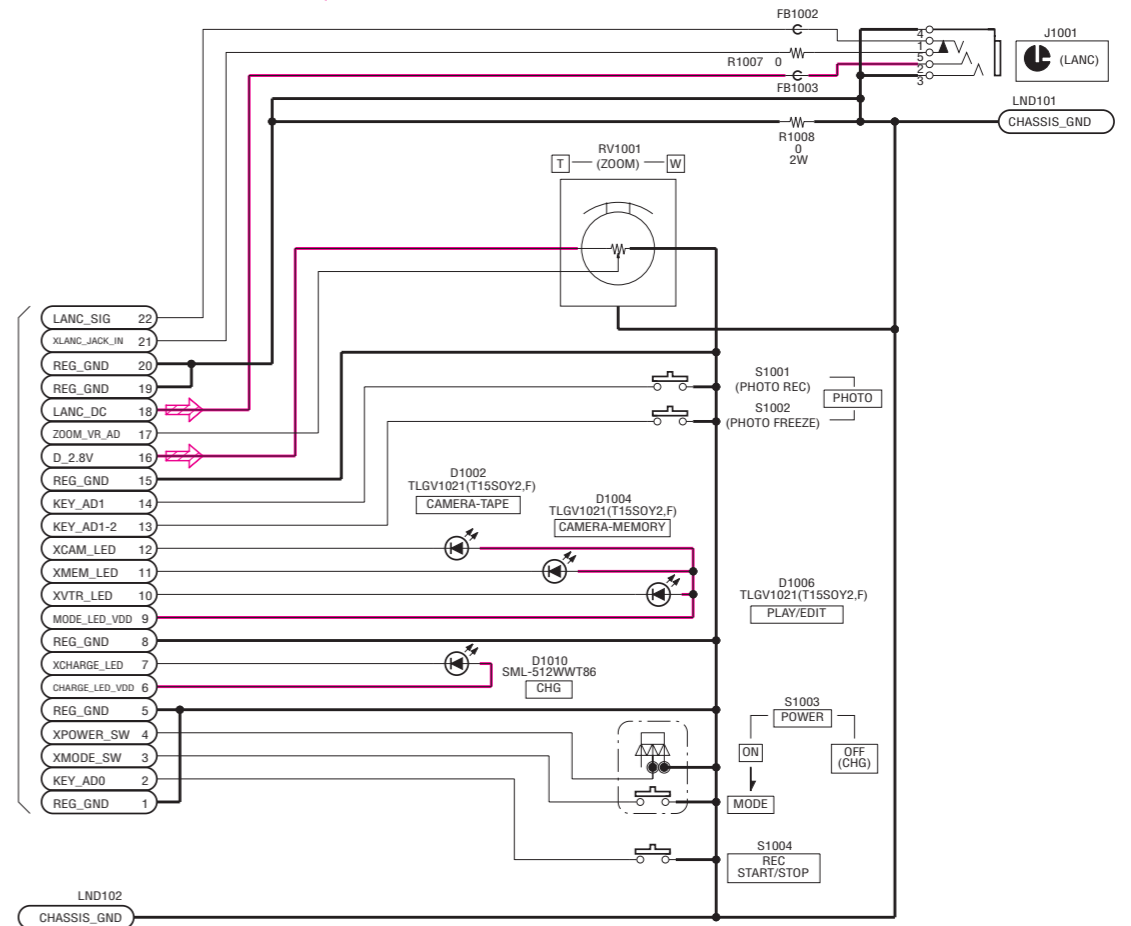 FB1002
J1001
(LANC)
4
1
5
2
3
R1007 0
FB1003
LND101
CHASSIS_GND
R1008
0
2W
RV1001
T (ZOOM) W
LANC_SIG 22
XLANC_JACK_IN 21
REG_GND 20
REG_GND 19
LANC_DC 18
ZOOM_VR_AD 17
D_2.8V 16
REG_GND 15
KEY_AD1 14
KEY_AD1-2 13
XCAM_LED 12
XMEM_LED 11
XVTR_LED 10
MODE_LED_VDD 9
REG_GND 8
XCHARGE_LED 7
CHARGE_LED_VDD 6
REG_GND 5
XPOWER_SW 4
XMODE_SW 3
KEY_AD0 2
REG_GND 1
S1001
(PHOTO REC)
PHOTO
S1002
(PHOTO FREEZE)
D1002
TLGV1021(T15SOY2,F)
CAMERA-TAPE
D1004
TLGV1021(T15SOY2,F)
CAMERA-MEMORY
D1006
TLGV1021(T15SOY2,F)
PLAY/EDIT
D1010
SML-512WWT86
CHG
S1003
POWER
ON
OFF
(CHG)
MODE
S1004
REC
START/STOP
LND102
CHASSIS_GND